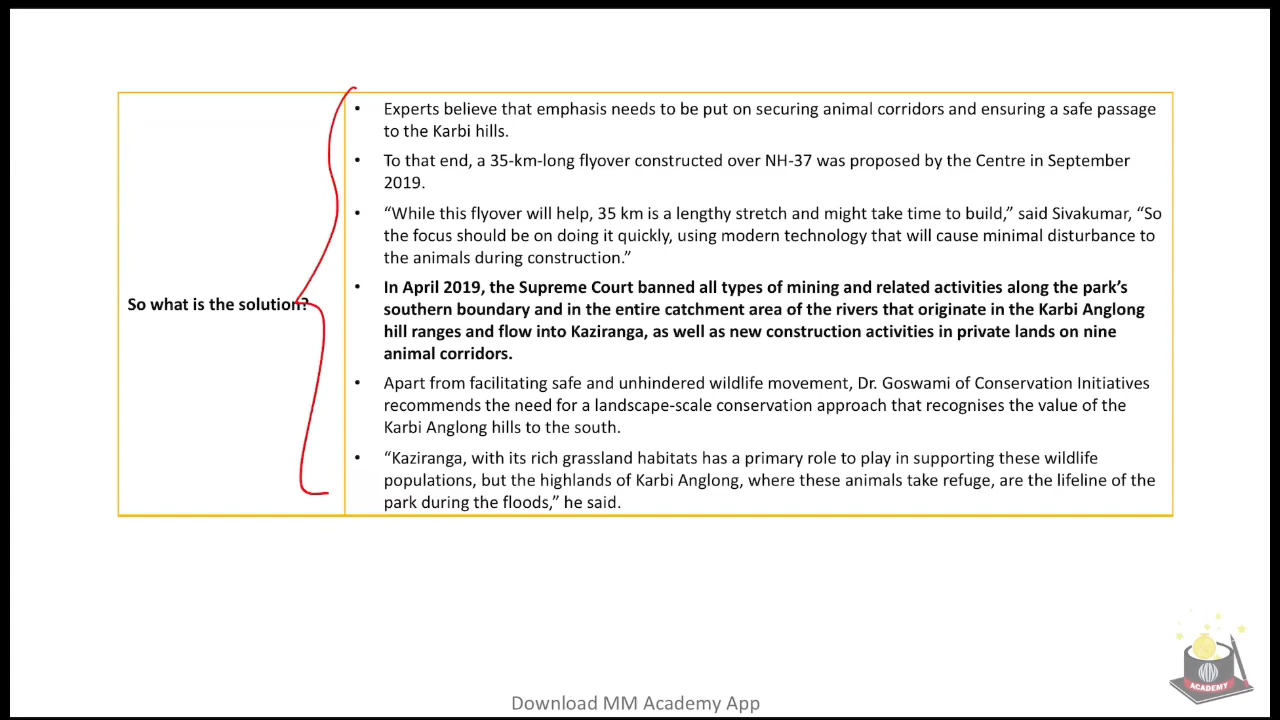 So what is the solution?
• Experts believe that emphasis needs to be put on securing animal corridors and ensuring a safe passage
to the Karbi hills.
• To that end, a 35-km-long flyover constructed over NH-37 was proposed by the Centre in September
2019.
• “While this flyover will help, 35 km is a lengthy stretch and might take time to build,” said Sivakumar, “So
the focus should be on doing it quickly, using modern technology that will cause minimal disturbance to
the animals during construction.”
• In April 2019, the Supreme Court banned all types of mining and related activities along the park’s
southern boundary and in the entire catchment area of the rivers that originate in the Karbi Anglong
hill ranges and flow into Kaziranga, as well as new construction activities in private lands on nine
animal corridors.
• Apart from facilitating safe and unhindered wildlife movement, Dr. Goswami of Conservation Initiatives
recommends the need for a landscape-scale conservation approach that recognises the value of the
Karbi Anglong hills to the south.
• “Kaziranga, with its rich grassland habitats has a primary role to play in supporting these wildlife
populations, but the highlands of Karbi Anglong, where these animals take refuge, are the lifeline of the
park during the floods,” he said.
ACADEMY
Download MM Academy App